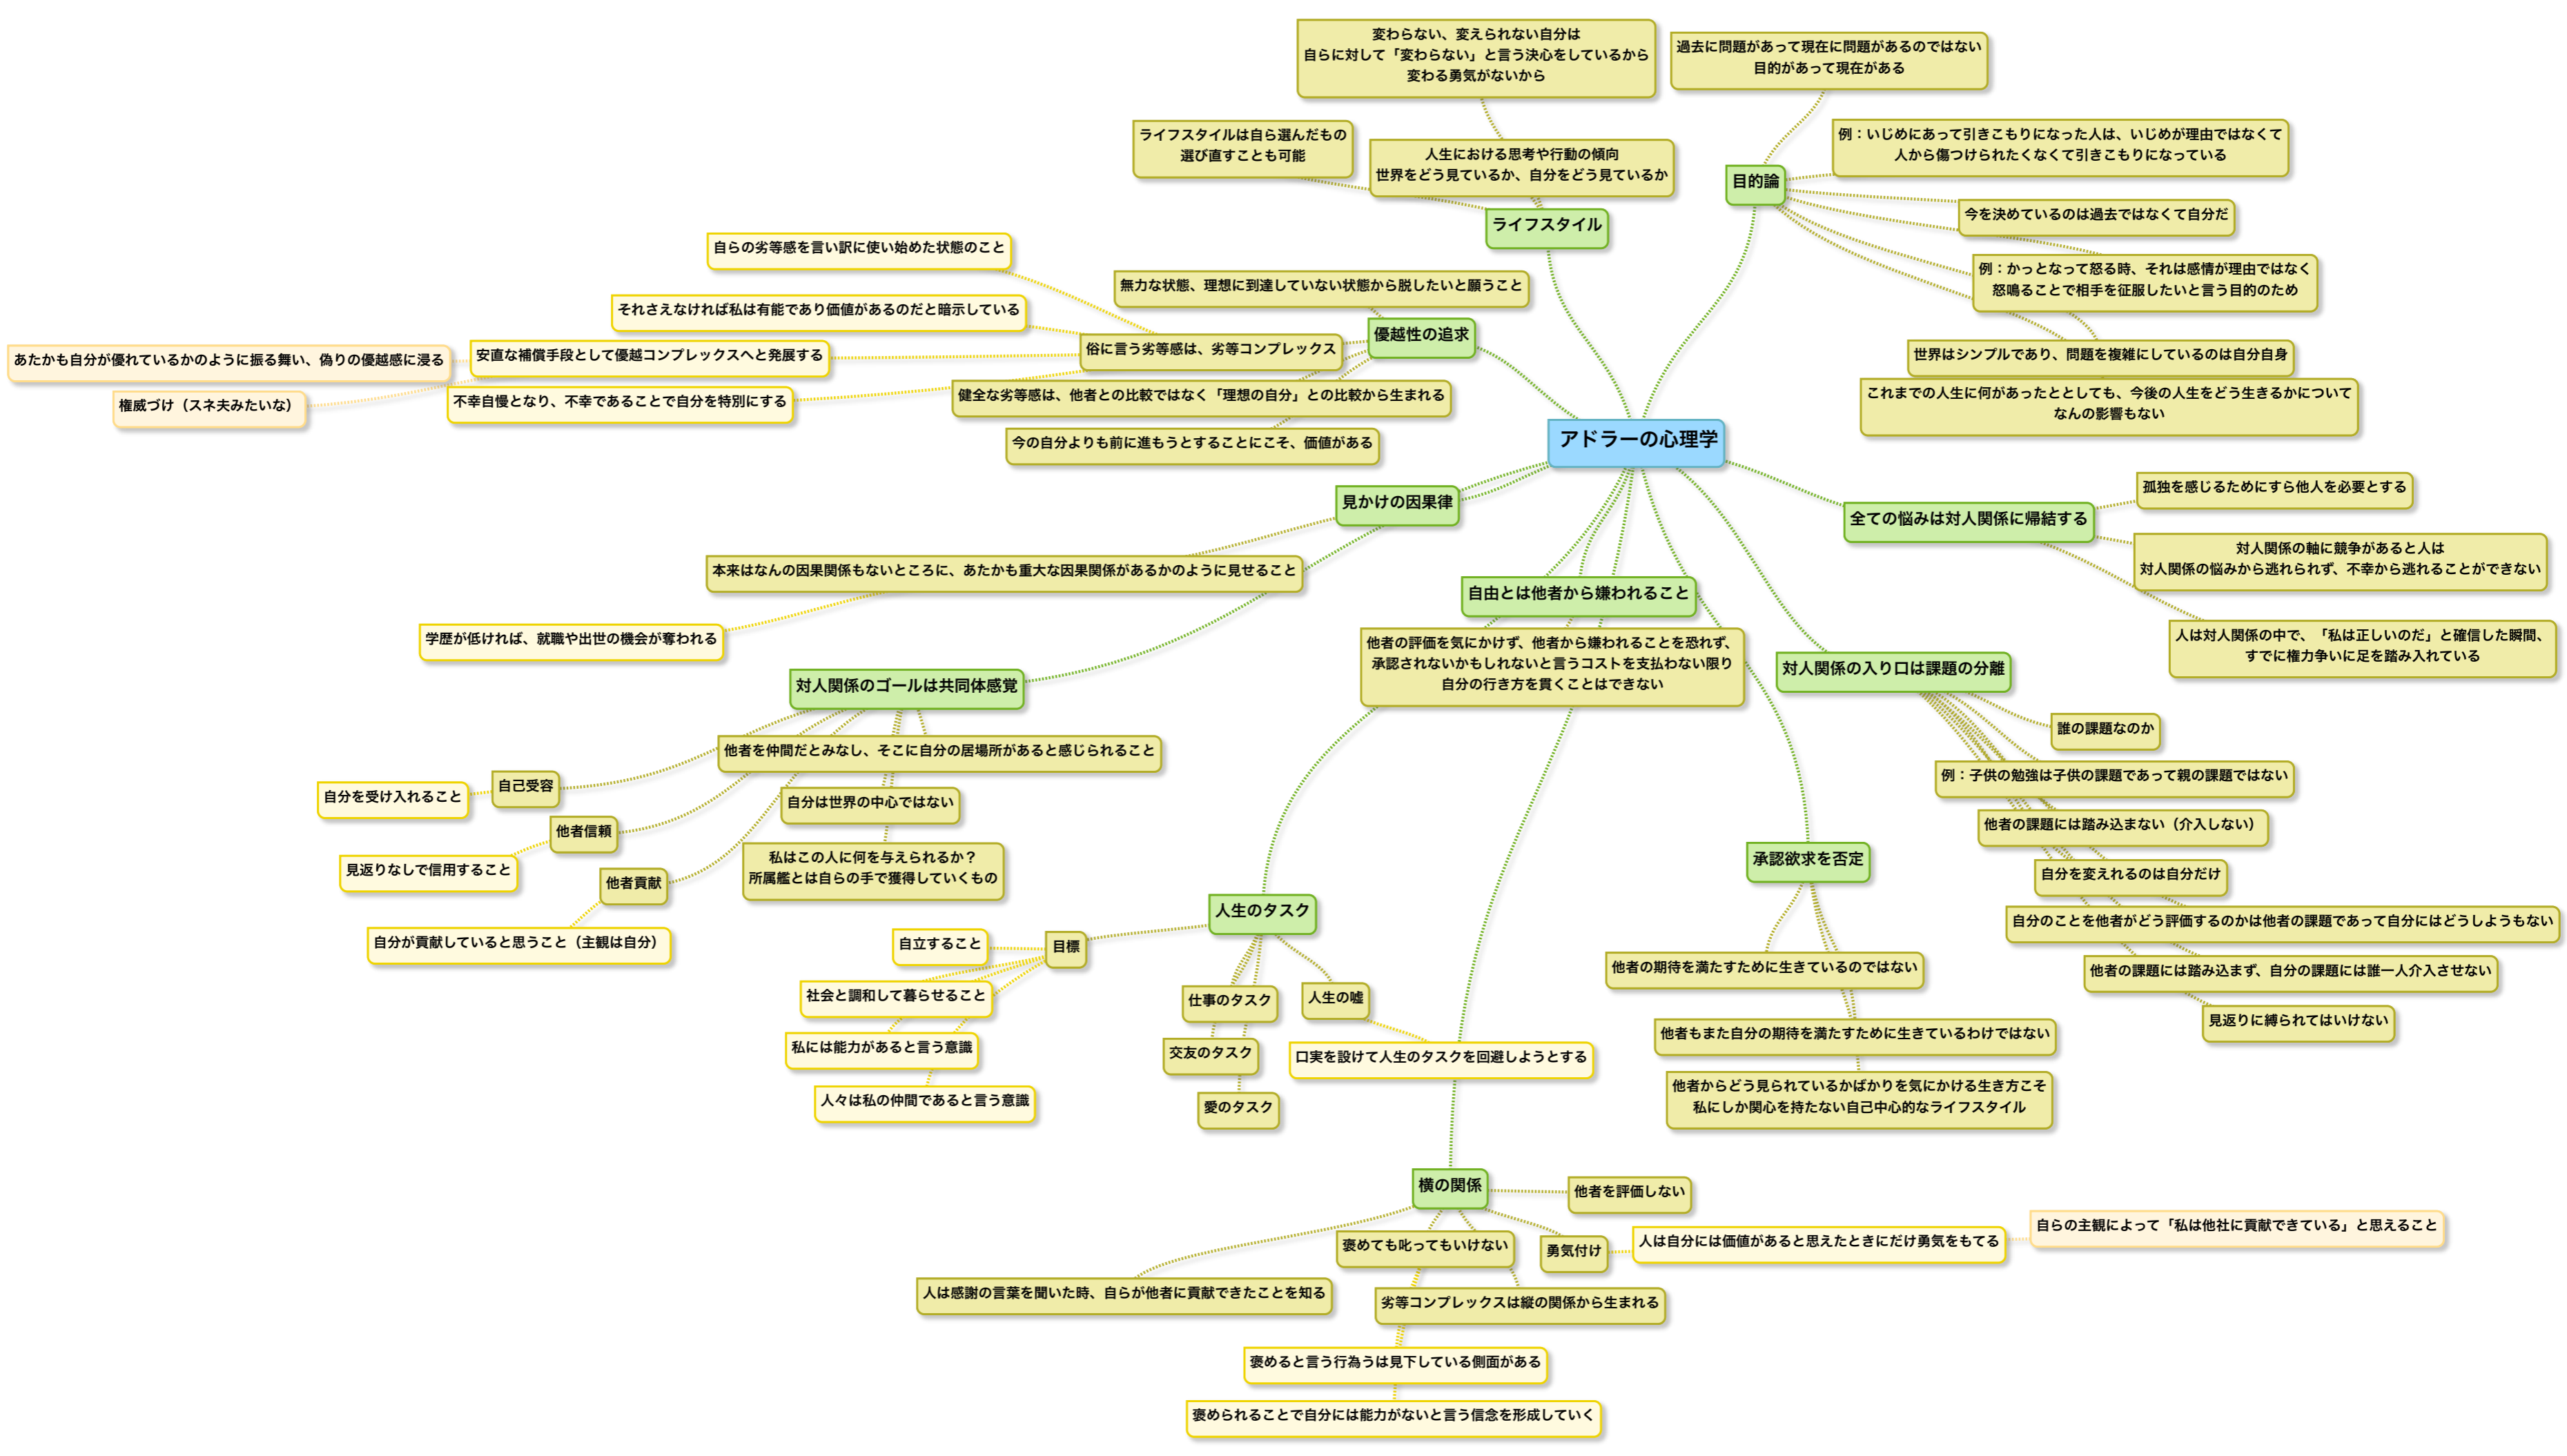 アドラーの心理学
目的論
過去に問題があって現在に問題があるのではない
目的があって現在がある
例：いじめにあって引きこもりになった人は、いじめが理由ではなくて
人から傷つけられたくなくて引きこもりになっている
今を決めているのは過去ではなくて自分だ
例：かっとなって怒る時、それは感情が理由ではなく
怒鳴ることで相手を征服したいと言う目的のため
世界はシンプルであり、問題を複雑にしているのは自分自身
これまでの人生に何があったととしても、今後の人生をどう生きるかについて
なんの影響もない
ライフスタイル
変わらない、変えられない自分は
自らに対して「変わらない」と言う決心をしているから
変わる勇気がないから
人生における思考や行動の傾向
世界をどう見ているか、自分をどう見ているか
ライフスタイルは自ら選んだもの
選び直すことも可能
優越性の追求
無力な状態、理想に到達していない状態から脱したいと願うこと
俗に言う劣等感は、劣等コンプレックス
自らの劣等感を言い訳に使い始めた状態のこと
それさえなければ私は有能であり価値があるのだと暗示している
安直な補償手段として優越コンプレックスへと発展する
あたかも自分が優れているかのように振る舞い、偽りの優越感に浸る
権威づけ（スネ夫みたいな）
不幸自慢となり、不幸であることで自分を特別にする
健全な劣等感は、他者との比較ではなく「理想の自分」との比較から生まれる
今の自分よりも前に進もうとすることにこそ、価値がある
見かけの因果律
本来はなんの因果関係もないところに、あたかも重大な因果関係があるかのように見せること
学歴が低ければ、就職や出世の機会が奪われる
全ての悩みは対人関係に帰結する
孤独を感じるためにすら他人を必要とする
対人関係の軸に競争があると人は
対人関係の悩みから逃れられず、不幸から逃れることができない
人は対人関係の中で、「私は正しいのだ」と確信した瞬間、
すでに権力争いに足を踏み入れている
自由とは他者から嫌われること
他者の評価を気にかけず、他者から嫌われることを恐れず、
承認されないかもしれないと言うコストを支払わない限り
自分の行き方を貫くことはできない
対人関係の入り口は課題の分離
誰の課題なのか
例：子供の勉強は子供の課題であって親の課題ではない
他者の課題には踏み込まない（介入しない）
自分を変えれるのは自分だけ
自分のことを他者がどう評価するのかは他者の課題であって自分にはどうしようもない
他者の課題には踏み込まず、自分の課題には誰一人介入させない
見返りに縛られてはいけない
対人関係のゴールは共同体感覚
他者を仲間だとみなし、そこに自分の居場所があると感じられること
自分は世界の中心ではない
私はこの人に何を与えられるか？
所属艦とは自らの手で獲得していくもの
自己受容
自分を受け入れること
他者信頼
見返りなしで信用すること
他者貢献
自分が貢献していると思うこと（主観は自分）
承認欲求を否定
他者の期待を満たすために生きているのではない
他者もまた自分の期待を満たすために生きているわけではない
他者からどう見られているかばかりを気にかける生き方こそ
私にしか関心を持たない自己中心的なライフスタイル
人生のタスク
目標
自立すること
社会と調和して暮らせること
私には能力があると言う意識
人々は私の仲間であると言う意識
仕事のタスク
交友のタスク
愛のタスク
人生の嘘
口実を設けて人生のタスクを回避しようとする
横の関係
他者を評価しない
勇気付け
人は自分には価値があると思えたときにだけ勇気をもてる
自らの主観によって「私は他社に貢献できている」と思えること
褒めても叱ってもいけない
劣等コンプレックスは縦の関係から生まれる
人は感謝の言葉を聞いた時、自らが他者に貢献できたことを知る
褒めると言う行為うは見下している側面がある
褒められることで自分には能力がないと言う信念を形成していく